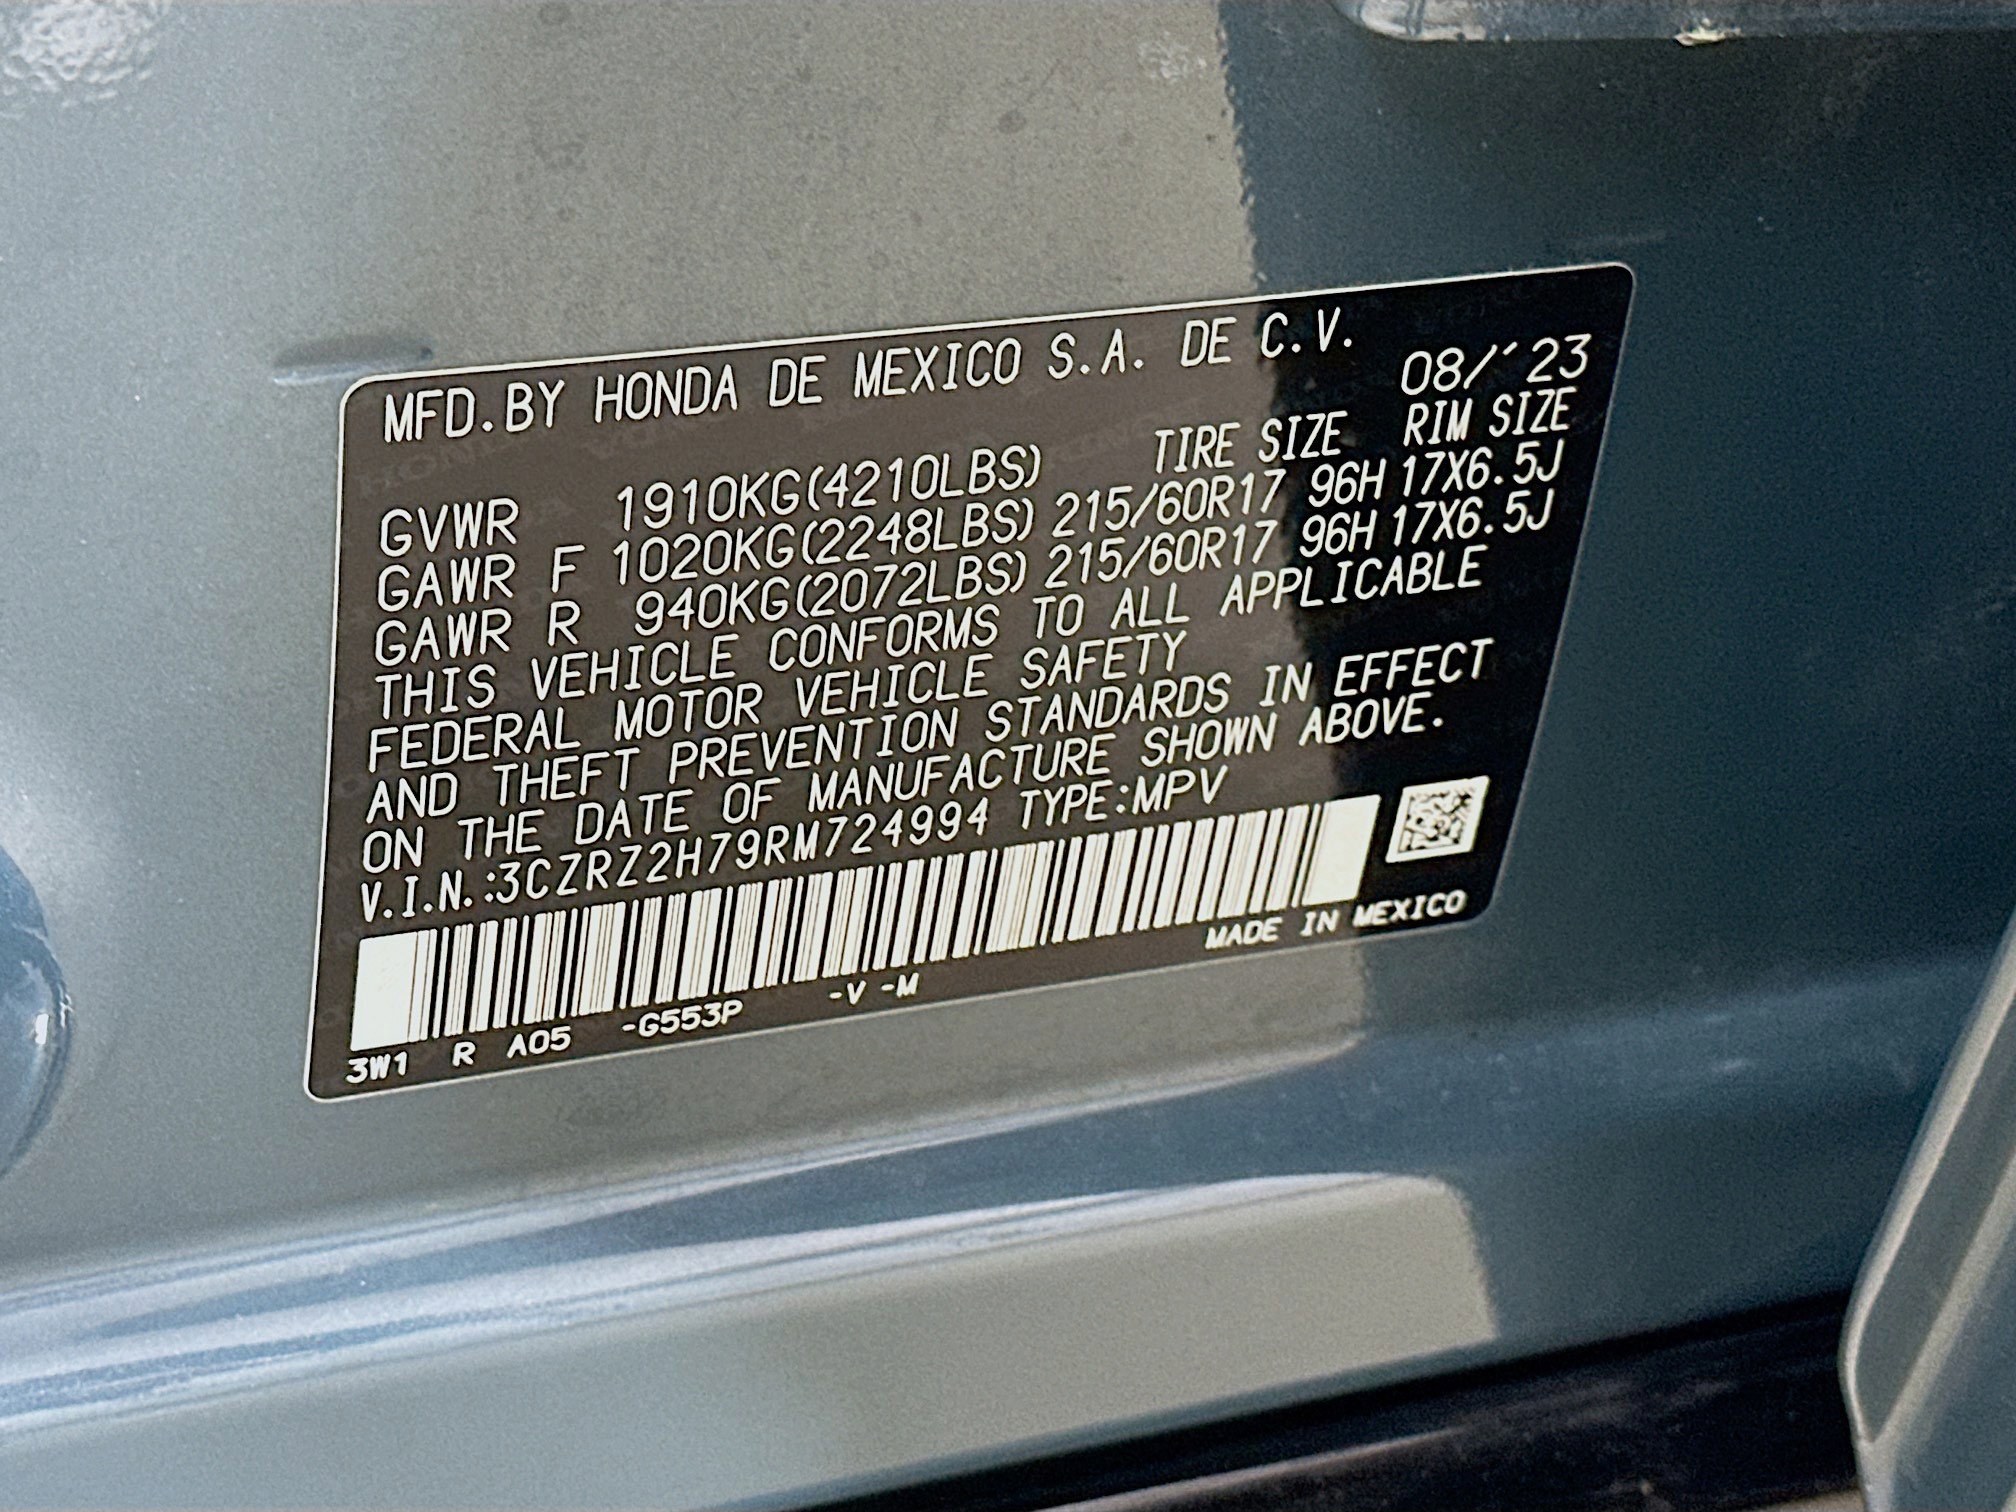 MFD.BY HONDA DE MEXICO S.A. DE C.V.
08/'23
TIRE SIZE RIM SIZE
GVWR 1910KG(4210LBS)
GAWR F 1020KG(2248LBS) 215/60R17 96H 17X6.5J
GAWR R 940KG(2072LBS) 215/60R17 96H 17X6.5J
THIS VEHICLE CONFORMS TO ALL APPLICABLE
FEDERAL MOTOR VEHICLE SAFETY
AND THEFT PREVENTION STANDARDS IN EFFECT
ON THE DATE OF MANUFACTURE SHOWN ABOVE.
V.I.N.:3CZRZ2H79RM724994 TYPE:MPV
MADE IN MEXICO
3W1 R A05 -G553P -V -M